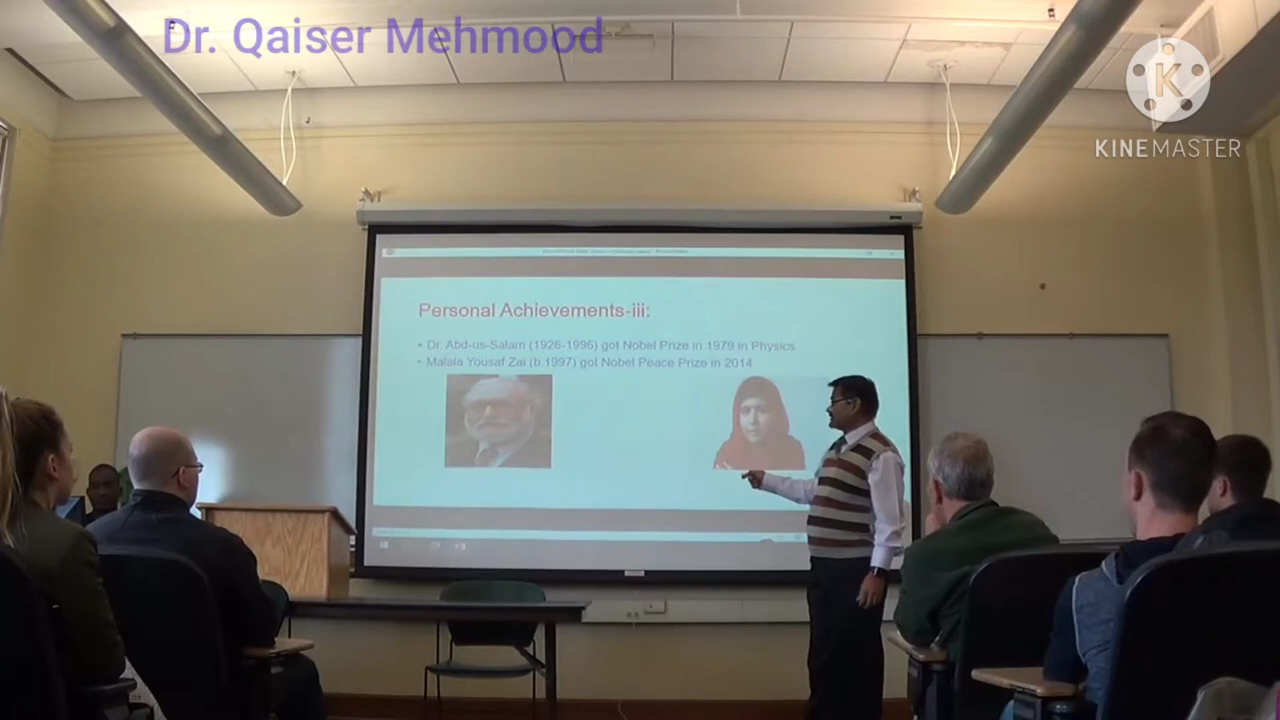 Dr. Qaiser Mehmood
K
KINEMASTER
Personal Achievements-iii:
• Dr. Abd-us-Salam (1926-1996) got Nobel Prize in 1979 in Physics
• Malala Yousaf Zai (b.1997) got Nobel Peace Prize in 2014